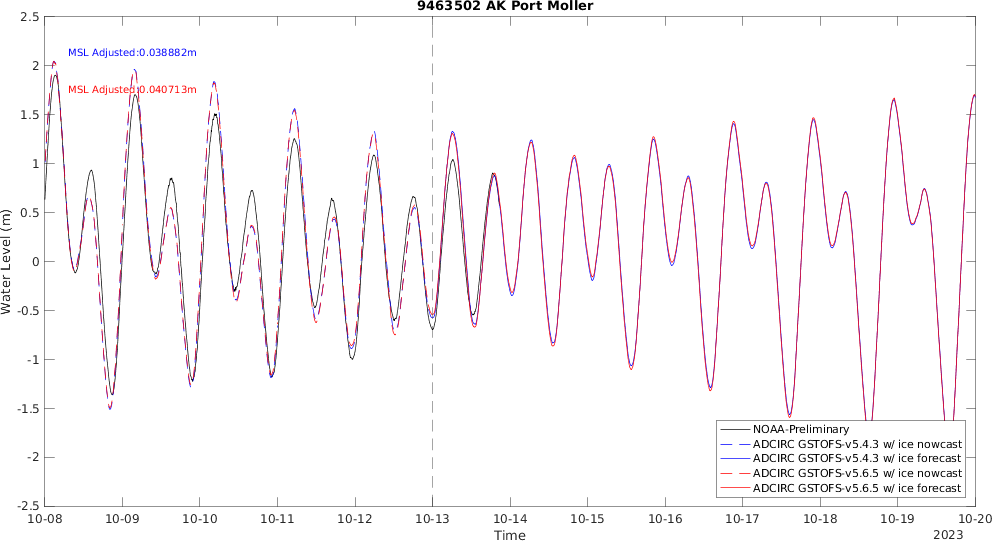 9463502 AK Port Moller
MSL Adjusted:0.038882m
MSL Adjusted:0.040713m
Water Level (m)
2.5
2
1.5
1
0.5
0
-0.5
-1
-1.5
-2
-2.5
NOAA-Preliminary
ADCIRC GSTOFS-v5.4.3 w/ ice nowcast
ADCIRC GSTOFS-v5.4.3 w/ ice forecast
ADCIRC GSTOFS-v5.6.5 w/ ice nowcast
ADCIRC GSTOFS-v5.6.5 w/ ice forecast
10-08 10-09 10-10 10-11 10-12 10-13 10-14 10-15 10-16 10-17 10-18 10-19 10-20
Time
2023